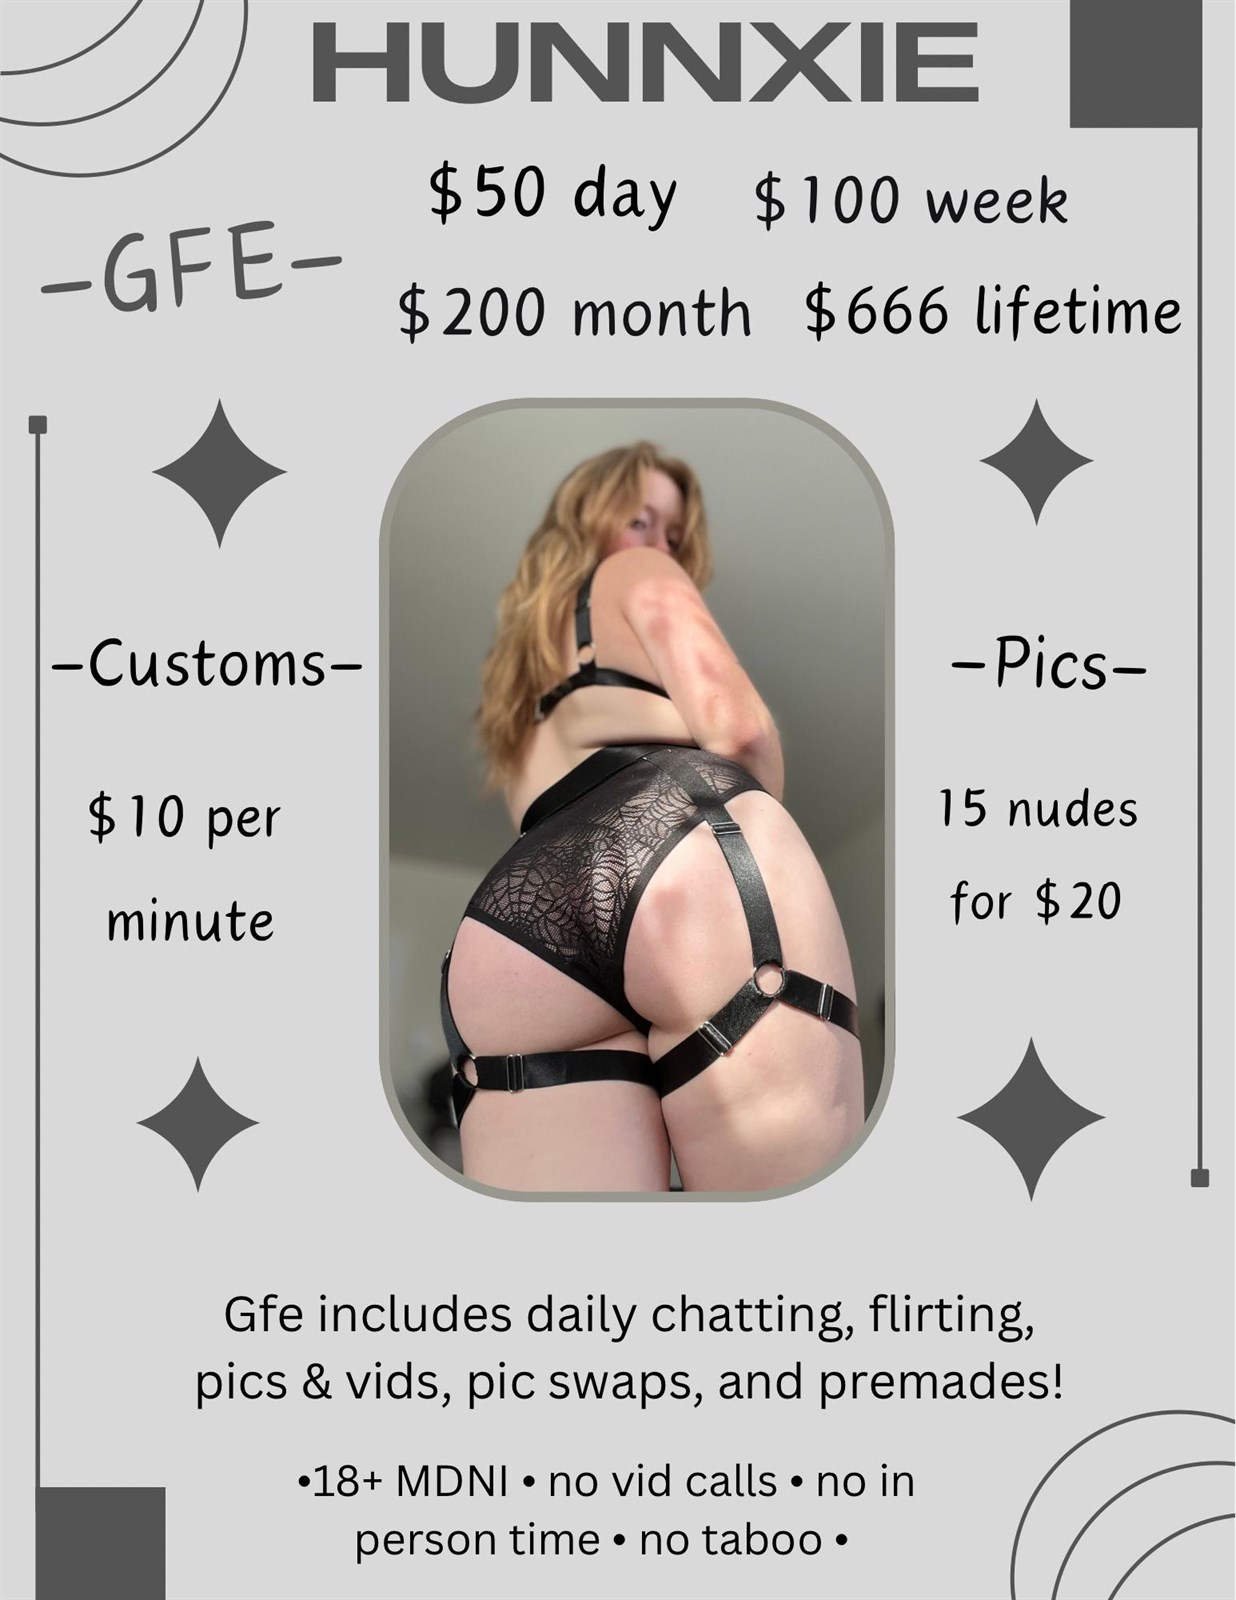 HUNNXIE
–GFE–
$50 day $100 week
$200 month $666 lifetime
–Customs–
$10 per
minute
–Pics–
15 nudes
for $20
Gfe includes daily chatting, flirting,
pics & vids, pic swaps, and premades!
•18+ MDNI • no vid calls • no in
person time • no taboo •